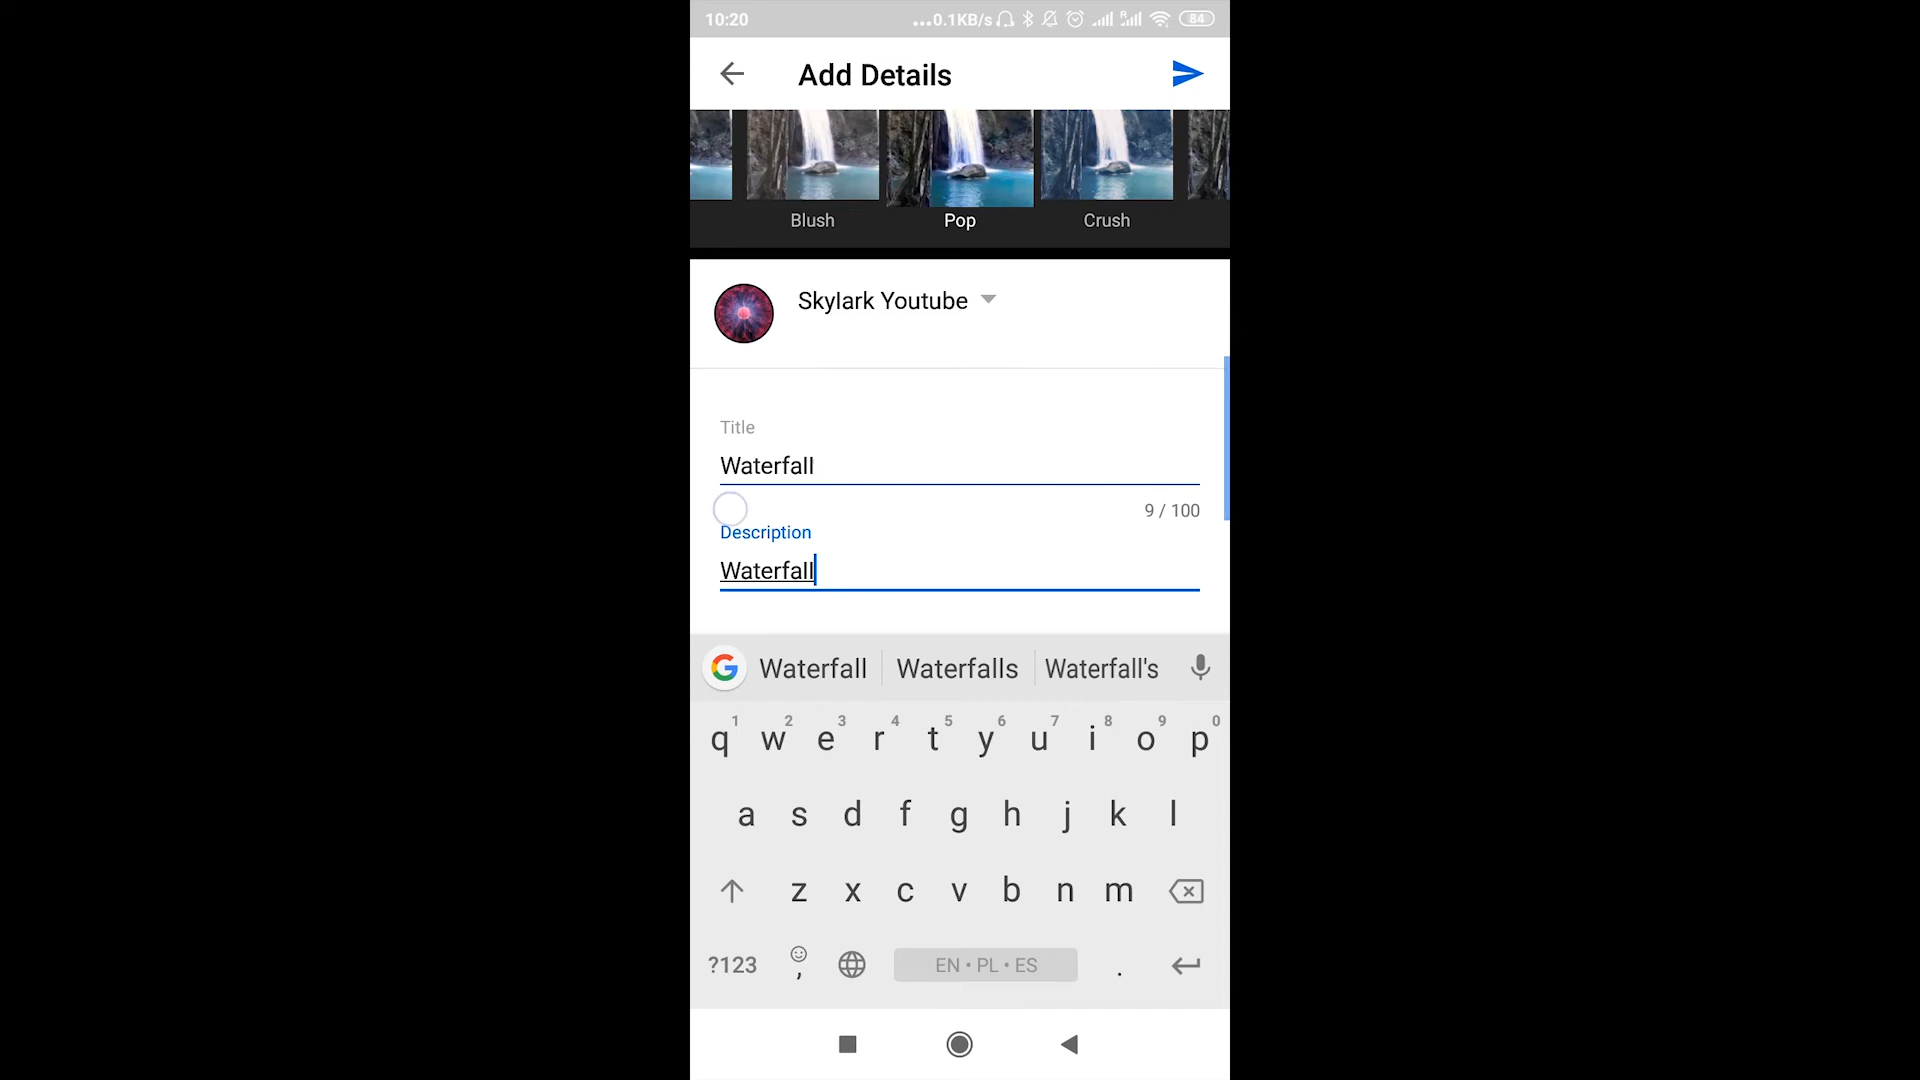 10:20 ...0.1KB/s R 84
Add Details
Blush Pop Crush
Skylark Youtube
Title
Waterfall
9 / 100
Description
Waterfall
G Waterfall Waterfalls Waterfall's
1 2 3 4 5 6 7 8 9 0
q w e r t y u i o p
a s d f g h j k l
z x c v b n m
?123 , EN • PL • ES .